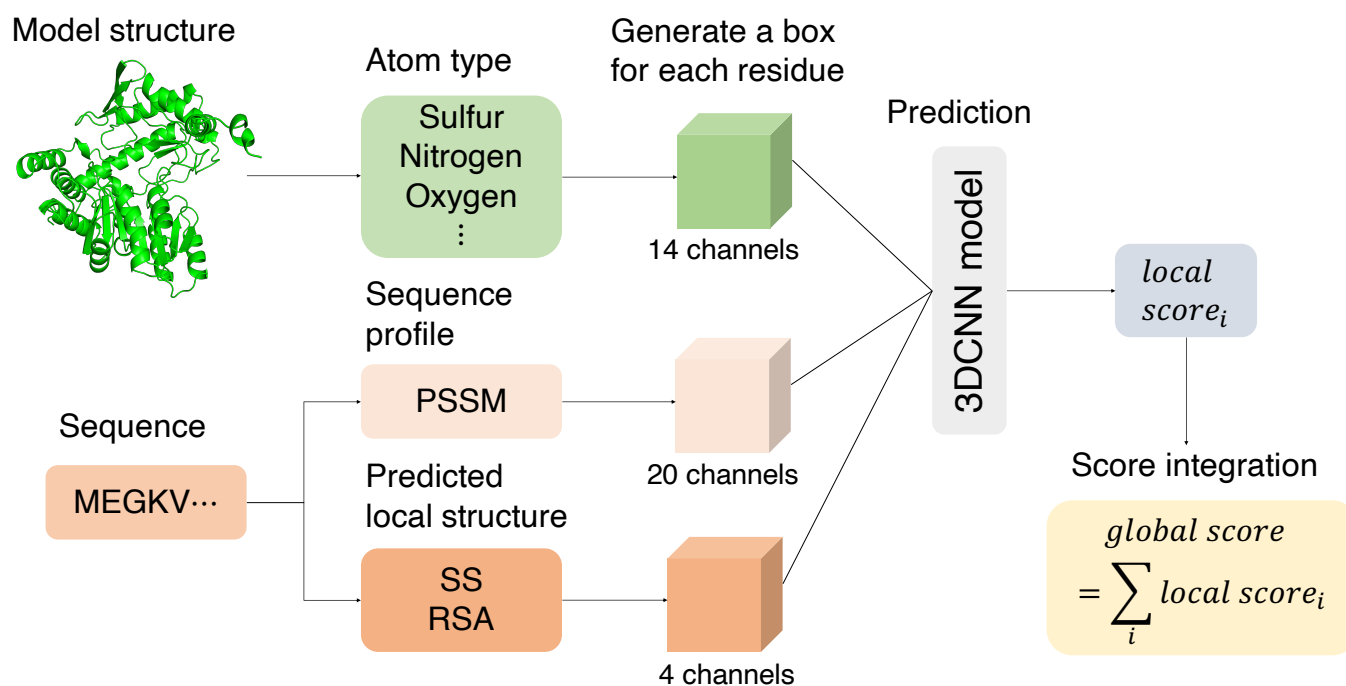 Model structure
Atom type
Sulfur
Nitrogen
Oxygen
⋮
Generate a box
for each residue
14 channels
Prediction
3DCNN model
local
score_i
Sequence
MEGKV⋯
Sequence
profile
PSSM
20 channels
Predicted
local structure
SS
RSA
4 channels
Score integration
global score
= ∑_i local score_i